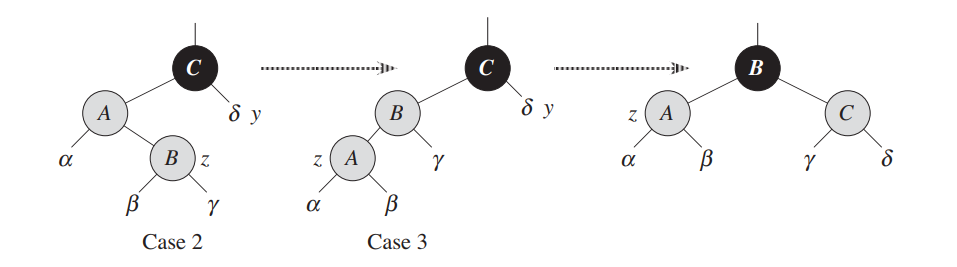 C C B
A δ y B δ y z A C
α B z z A γ α β γ δ
β γ α β
Case 2 Case 3